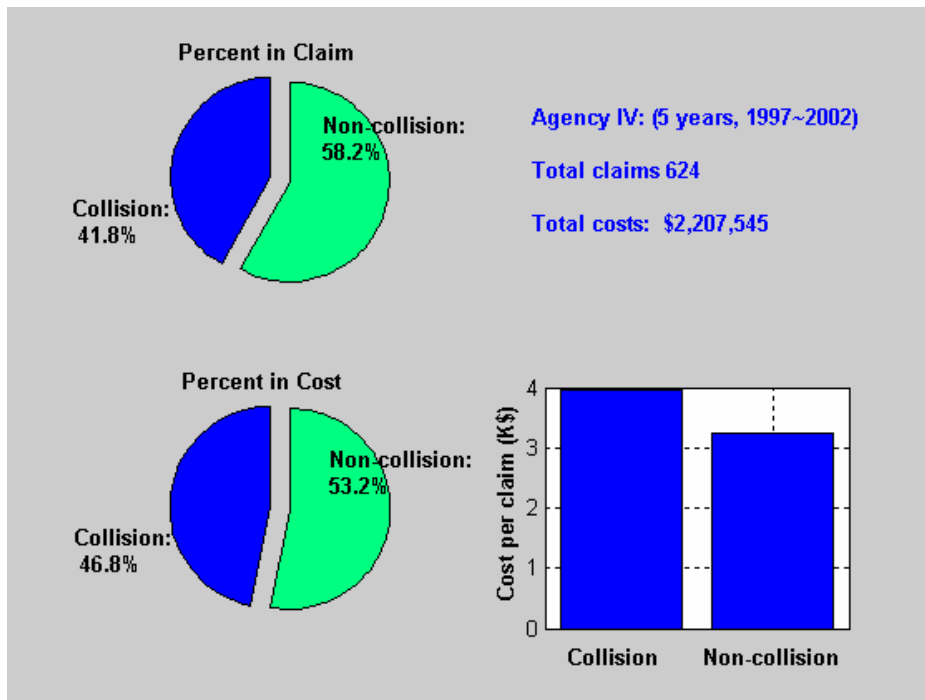 Percent in Claim
Non-collision:
58.2%
Collision:
41.8%
Agency IV: (5 years, 1997~2002)
Total claims 624
Total costs: $2,207,545
Percent in Cost
Non-collision:
53.2%
Collision:
46.8%
Cost per claim (K$)
4
3
2
1
0
Collision
Non-collision